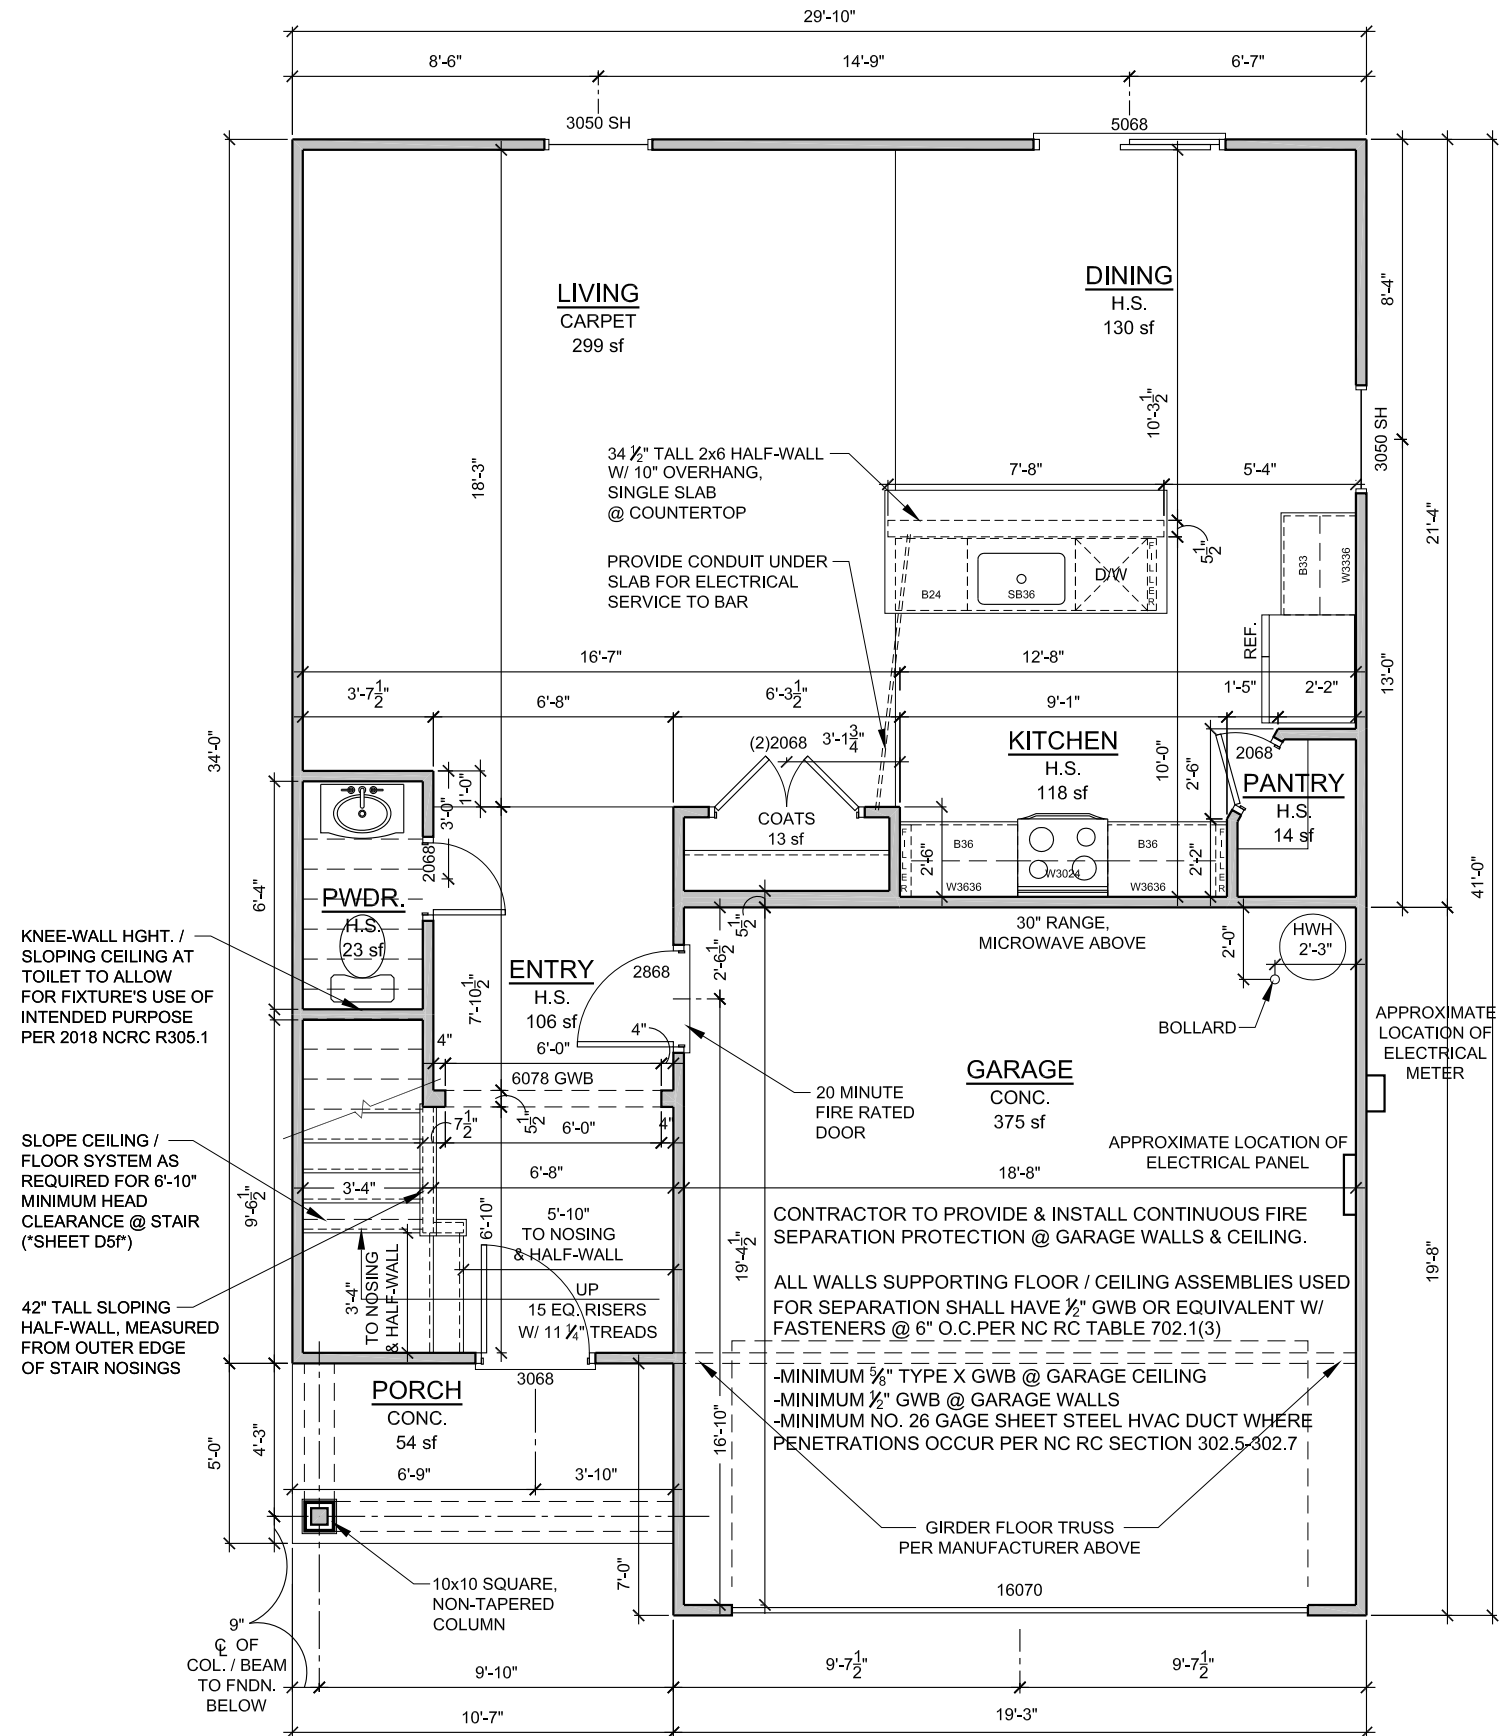 29'-10"
8'-6"
14'-9"
6'-7"
3050 SH
5068
LIVING
CARPET
299 sf
DINING
H.S.
130 sf
8'-4"
10'-3 1/2"
3050 SH
34 1/2" TALL 2x6 HALF-WALL
W/ 10" OVERHANG,
SINGLE SLAB
@ COUNTERTOP
18'-3"
7'-8"
5'-4"
21'-4"
5 1/2"
PROVIDE CONDUIT UNDER
SLAB FOR ELECTRICAL
SERVICE TO BAR
B24
SB36
D/W
FILLER
B33
W3336
REF.
16'-7"
12'-8"
3'-7 1/2"
6'-8"
6'-3 1/2"
9'-1"
1'-5"
2'-2"
13'-0"
34'-0"
41'-0"
(2)2068
3'-1 3/4"
KITCHEN
H.S.
118 sf
10'-0"
2'-6"
2068
PANTRY
H.S.
14 sf
1'-0"
3'-0"
2068
COATS
13 sf
2'-6"
FILLER
B36
W3636
W3024
B36
W3636
2'-2"
FILLER
6'-4"
PWDR.
H.S.
23 sf
5 1/2"
2'-6 1/2"
30" RANGE,
MICROWAVE ABOVE
2'-0"
HWH
2'-3"
BOLLARD
KNEE-WALL HGHT. /
SLOPING CEILING AT
TOILET TO ALLOW
FOR FIXTURE'S USE OF
INTENDED PURPOSE
PER 2018 NCRC R305.1
7'-10 1/2"
ENTRY
H.S.
106 sf
2868
4"
6'-0"
4"
6078 GWB
APPROXIMATE
LOCATION OF
ELECTRICAL
METER
GARAGE
CONC.
375 sf
20 MINUTE
FIRE RATED
DOOR
7 1/2"
5 1/2"
6'-0"
4"
APPROXIMATE LOCATION OF
ELECTRICAL PANEL
SLOPE CEILING /
FLOOR SYSTEM AS
REQUIRED FOR 6'-10"
MINIMUM HEAD
CLEARANCE @ STAIR
(*SHEET D5f*)
9'-6 1/2"
3'-4"
6'-8"
18'-8"
6'-10"
5'-10"
TO NOSING
& HALF-WALL
3'-4"
TO NOSING
& HALF-WALL
UP
15 EQ. RISERS
W/ 11 1/4" TREADS
19'-4 1/2"
19'-8"
CONTRACTOR TO PROVIDE & INSTALL CONTINUOUS FIRE
SEPARATION PROTECTION @ GARAGE WALLS & CEILING.
ALL WALLS SUPPORTING FLOOR / CEILING ASSEMBLIES USED
FOR SEPARATION SHALL HAVE 1/2" GWB OR EQUIVALENT W/
FASTENERS @ 6" O.C.PER NC RC TABLE 702.1(3)
-MINIMUM 5/8" TYPE X GWB @ GARAGE CEILING
-MINIMUM 1/2" GWB @ GARAGE WALLS
-MINIMUM NO. 26 GAGE SHEET STEEL HVAC DUCT WHERE
PENETRATIONS OCCUR PER NC RC SECTION 302.5-302.7
42" TALL SLOPING
HALF-WALL, MEASURED
FROM OUTER EDGE
OF STAIR NOSINGS
3068
PORCH
CONC.
54 sf
5'-0"
4'-3"
6'-9"
3'-10"
16'-10"
GIRDER FLOOR TRUSS
PER MANUFACTURER ABOVE
7'-0"
16070
10x10 SQUARE,
NON-TAPERED
COLUMN
9"
℄ OF
COL. / BEAM
TO FNDN.
BELOW
9'-10"
9'-7 1/2"
9'-7 1/2"
10'-7"
19'-3"